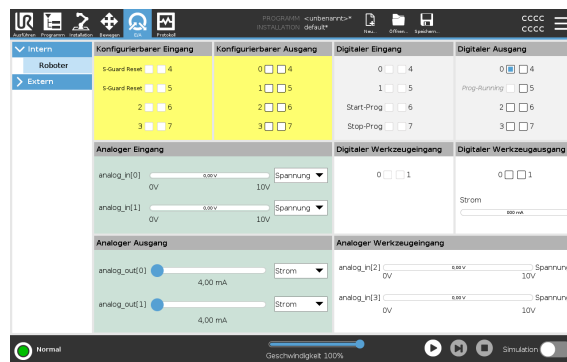 UR
Ausführen Programm Installation Bewegen E/A Protokoll
PROGRAMM <unbenannt>*
INSTALLATION default*
Neu... Öffnen... Speichern...
CCCC
CCCC
Intern
Roboter
Extern
Konfigurierbarer Eingang
S-Guard Reset 4
S-Guard Reset 5
2 6
3 7
Konfigurierbarer Ausgang
0 4
1 5
2 6
3 7
Digitaler Eingang
0 4
1 5
Start-Prog 6
Stop-Prog 7
Digitaler Ausgang
0 4
Prog-Running 5
2 6
3 7
Analoger Eingang
analog_in[0] 0,00 V Spannung
0V 10V
analog_in[1] 0,00 V Spannung
0V 10V
Digitaler Werkzeugeingang
0 1
Digitaler Werkzeugausgang
0 1
Strom
000 mA
Analoger Ausgang
analog_out[0] Strom
4,00 mA
analog_out[1] Strom
4,00 mA
Analoger Werkzeugeingang
analog_in[2] 0,00 V Spannun
0V 10V
analog_in[3] 0,00 V Spannun
0V 10V
Normal
Geschwindigkeit 100%
Simulation